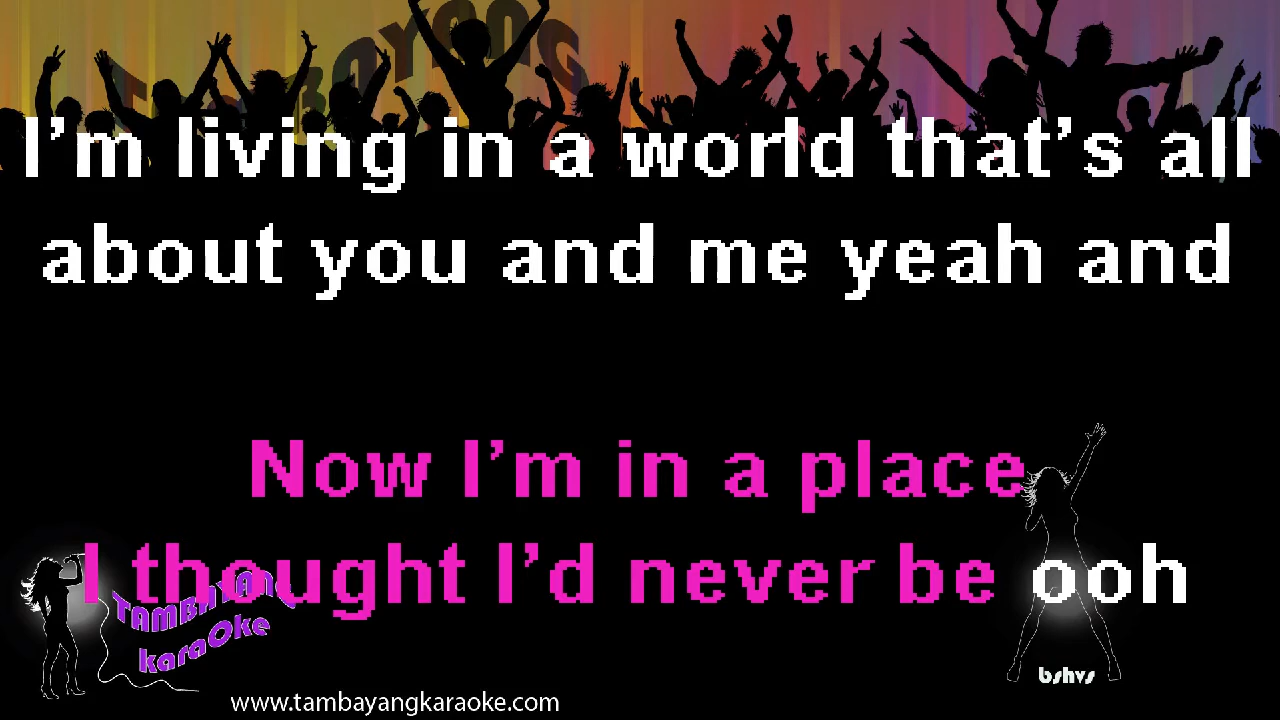 TAMBAYANG
I'm living in a world that's all
about you and me yeah and
Now I'm in a place
I thought I'd never be ooh
TAMBAYANG
karaOke
bshvs
www.tambayangkaraoke.com